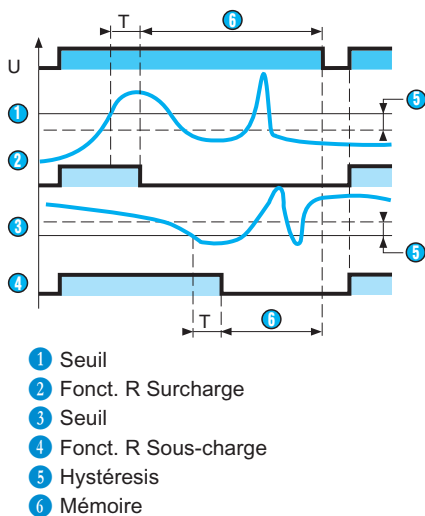 T
6
U
1
5
2
3
5
4
T
6
1 Seuil
2 Fonct. R Surcharge
3 Seuil
4 Fonct. R Sous-charge
5 Hystéresis
6 Mémoire